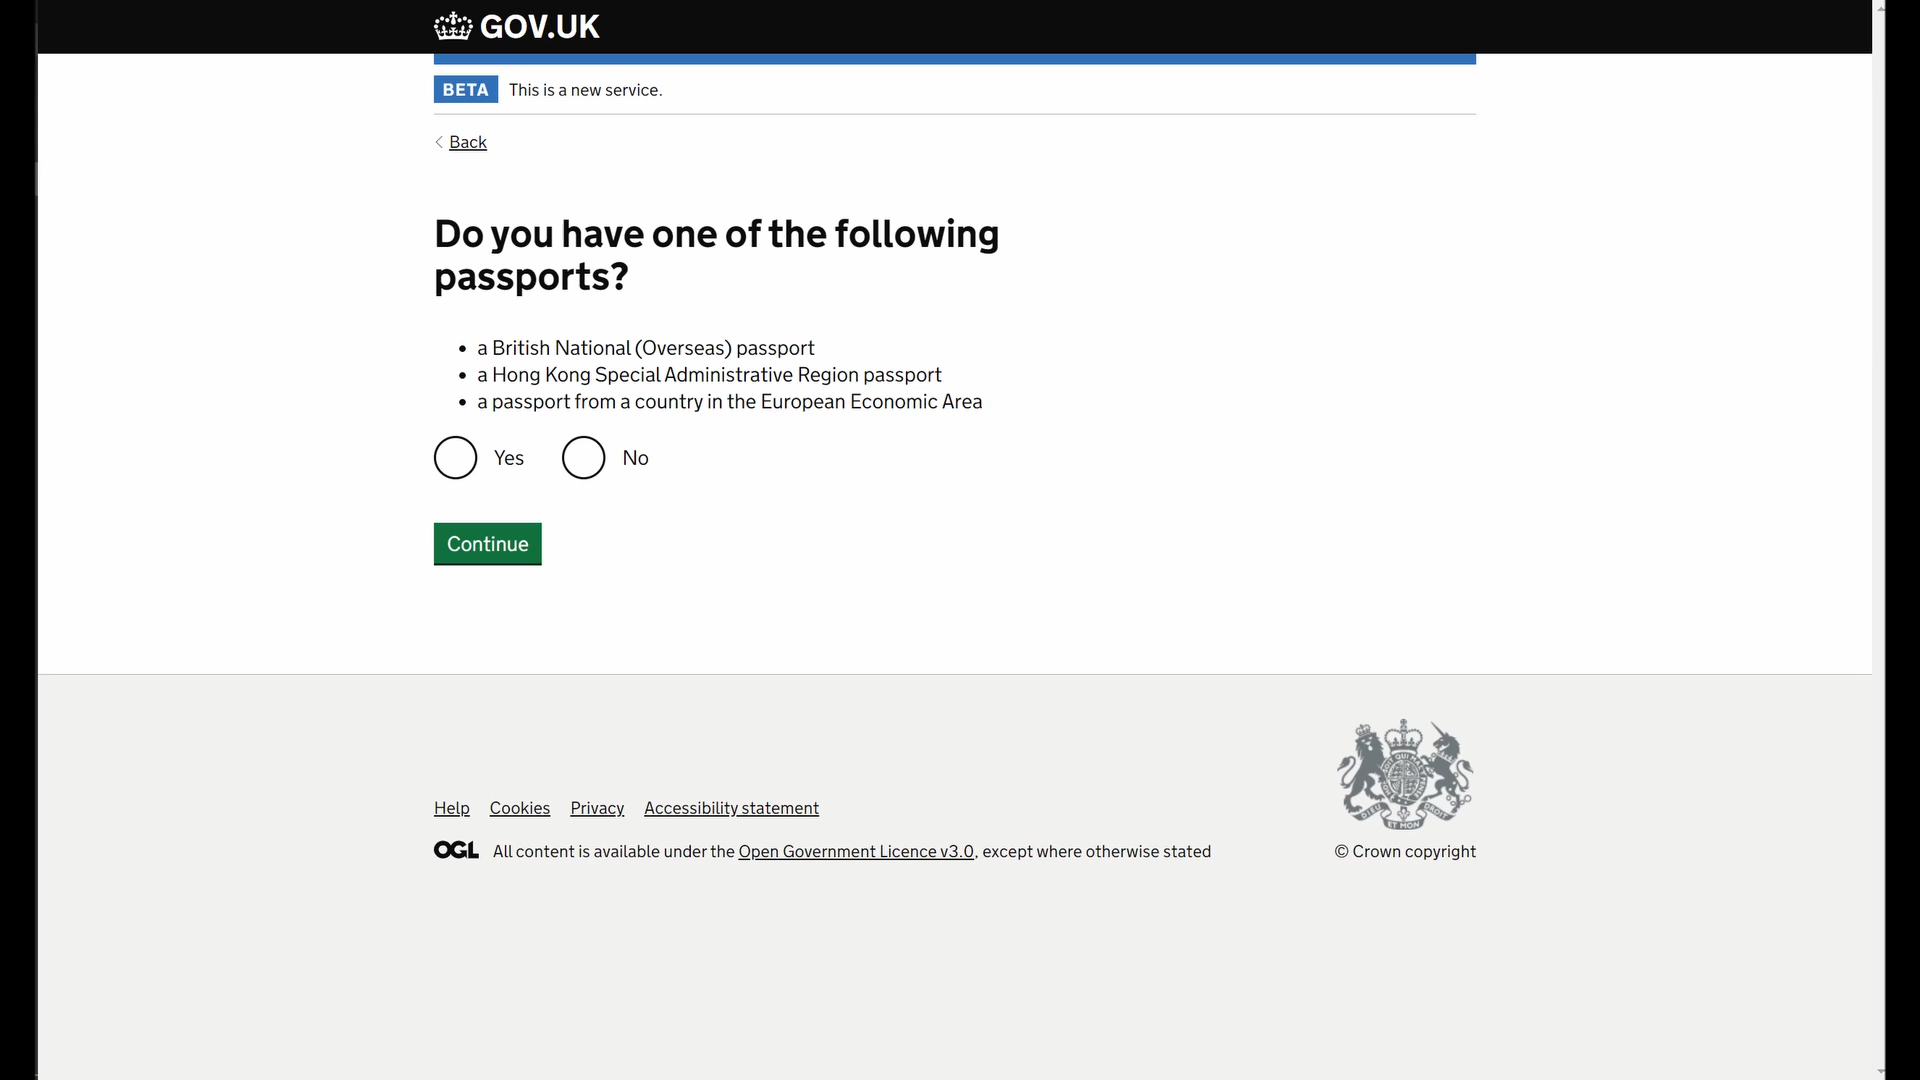 GOV.UK
BETA This is a new service.
Back
Do you have one of the following
passports?
• a British National (Overseas) passport
• a Hong Kong Special Administrative Region passport
• a passport from a country in the European Economic Area
Yes No
Continue
Help Cookies Privacy Accessibility statement
OGL All content is available under the Open Government Licence v3.0, except where otherwise stated
© Crown copyright